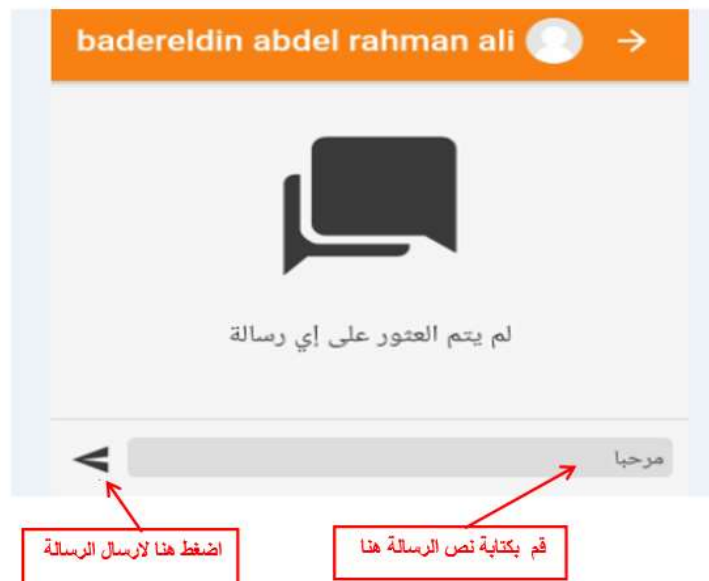 badereldin abdel rahman ali
لم يتم العثور على إي رسالة
مرحبا
قم بكتابة نص الرسالة هنا
اضغط هنا لارسال الرسالة